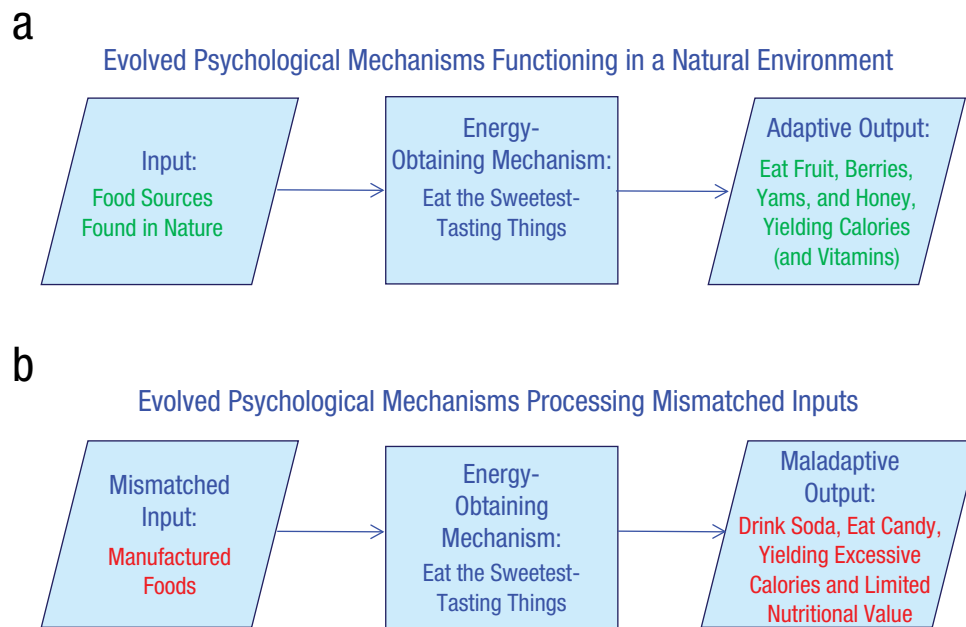 a
Evolved Psychological Mechanisms Functioning in a Natural Environment
Input:
Food Sources
Found in Nature
Energy-
Obtaining Mechanism:
Eat the Sweetest-
Tasting Things
Adaptive Output:
Eat Fruit, Berries,
Yams, and Honey,
Yielding Calories
(and Vitamins)
b
Evolved Psychological Mechanisms Processing Mismatched Inputs
Mismatched
Input:
Manufactured
Foods
Energy-
Obtaining
Mechanism:
Eat the Sweetest-
Tasting Things
Maladaptive
Output:
Drink Soda, Eat Candy,
Yielding Excessive
Calories and Limited
Nutritional Value